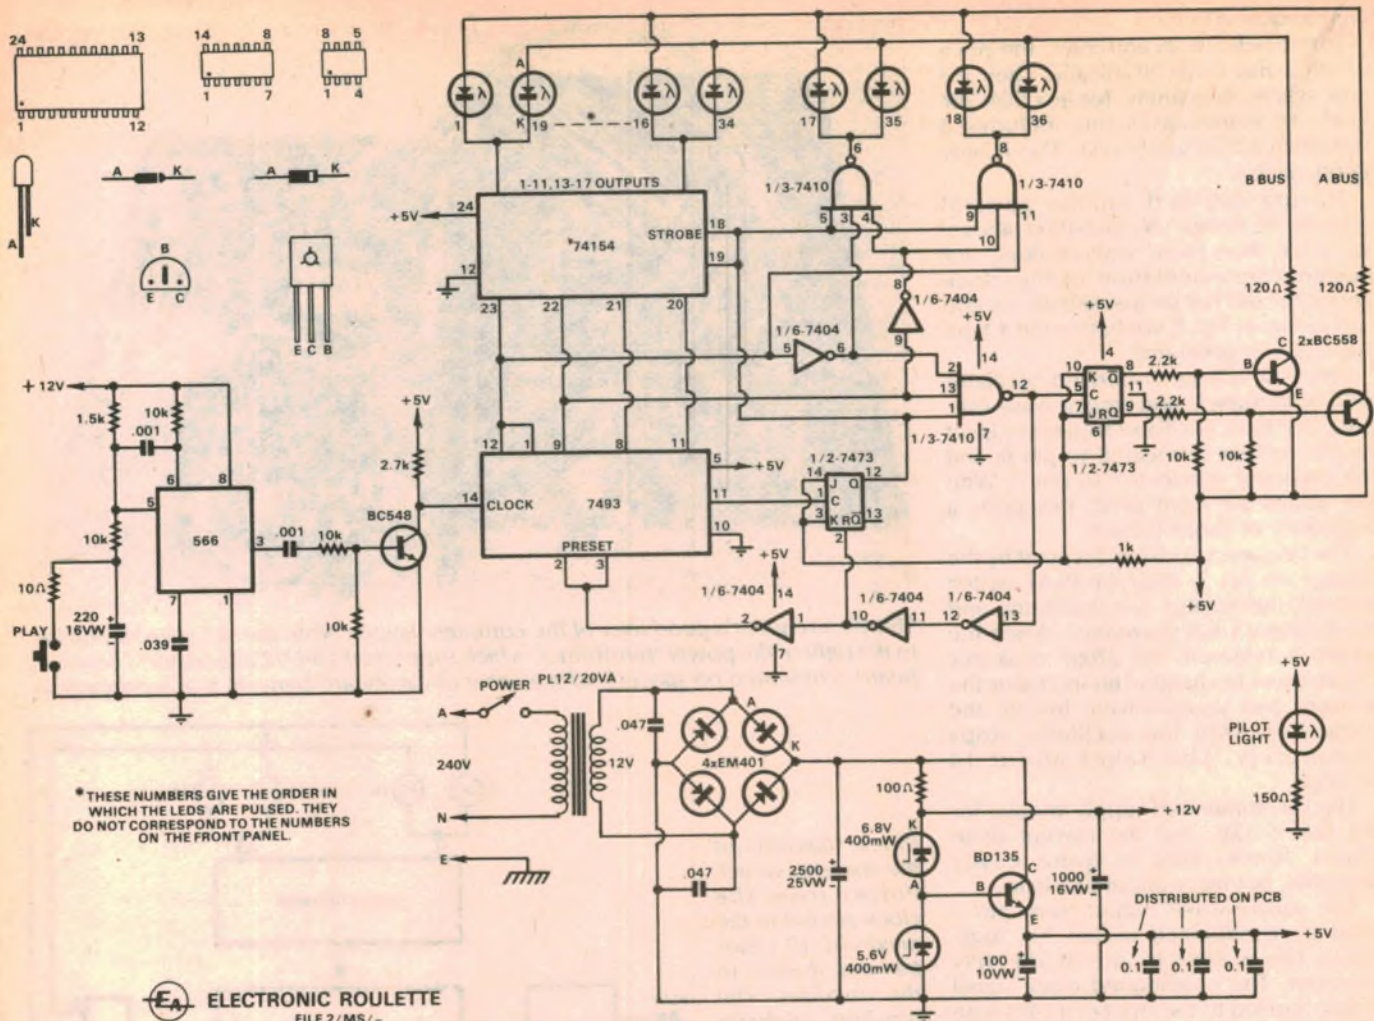 24 13
14 8
8 5
1 12
1 7
1 4
A K
A K
K
A
B
E C
E C B
A
K
1 19 * 16 34 17 35 18 36
6 8
1/3-7410 1/3-7410
5 3 4 9 11
10
B BUS A BUS
120Ω 120Ω
1-11,13-17 OUTPUTS
+5V 24
74154
STROBE 18
19
12
23 22 21 20
8
1/6-7404
9
1/6-7404
5 6
+5V
14
2
13
1
12
7
1/3-7410
+5V
4
10 K Q 8
5 C 11
7 J RQ 9
6
1/2-7473
2.2k
2.2k
10k 10k
2xBC558
B C E
+12V
1.5k 10k
.001
6 8
5
566
3
7 1
10k
10Ω
PLAY
220
16VW
.039
.001 10k
10k
BC548
2.7k
+5V
12 1 9 8 11
14 CLOCK 7493
5 +5V
11
10
PRESET
2 3
1/2-7473
14 J Q 12
1 C
3 K RQ 13
2
1k
+5V
+5V
14
1/6-7404
2 1
7
1/6-7404
10 11
1/6-7404
12 13
POWER PL12/20VA
A
240V
N
E
12V
.047
.047
A
K
4xEM401
2500
25VW
100Ω
K
6.8V
400mW
A
5.6V
400mW
BD135
B C E
+12V
1000
16VW
DISTRIBUTED ON PCB
100
10VW
0.1 0.1 0.1
+5V
+5V
PILOT
LIGHT
150Ω
* THESE NUMBERS GIVE THE ORDER IN
WHICH THE LEDS ARE PULSED. THEY
DO NOT CORRESPOND TO THE NUMBERS
ON THE FRONT PANEL.
EA ELECTRONIC ROULETTE
FILE 2/MS/–